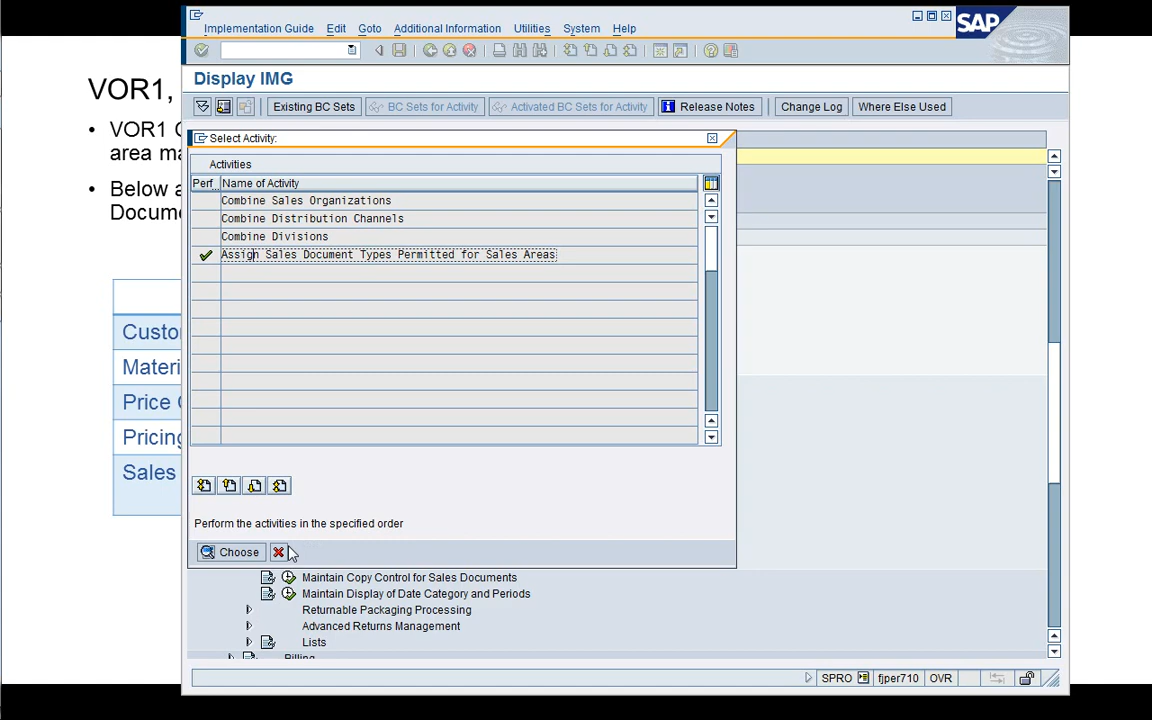 Implementation Guide Edit Goto Additional Information Utilities System Help
SAP
Display IMG
Existing BC Sets BC Sets for Activity Activated BC Sets for Activity Release Notes Change Log Where Else Used
VOR1,
• VOR1
area
• Below
Docum
Custo
Materi
Price
Pricing
Sales
Select Activity:
Activities
Perf.. Name of Activity
Combine Sales Organizations
Combine Distribution Channels
Combine Divisions
Assign Sales Document Types Permitted for Sales Areas
Perform the activities in the specified order
Choose
Maintain Copy Control for Sales Documents
Maintain Display of Date Category and Periods
Returnable Packaging Processing
Advanced Returns Management
Lists
Billing
SPRO fjper710 OVR